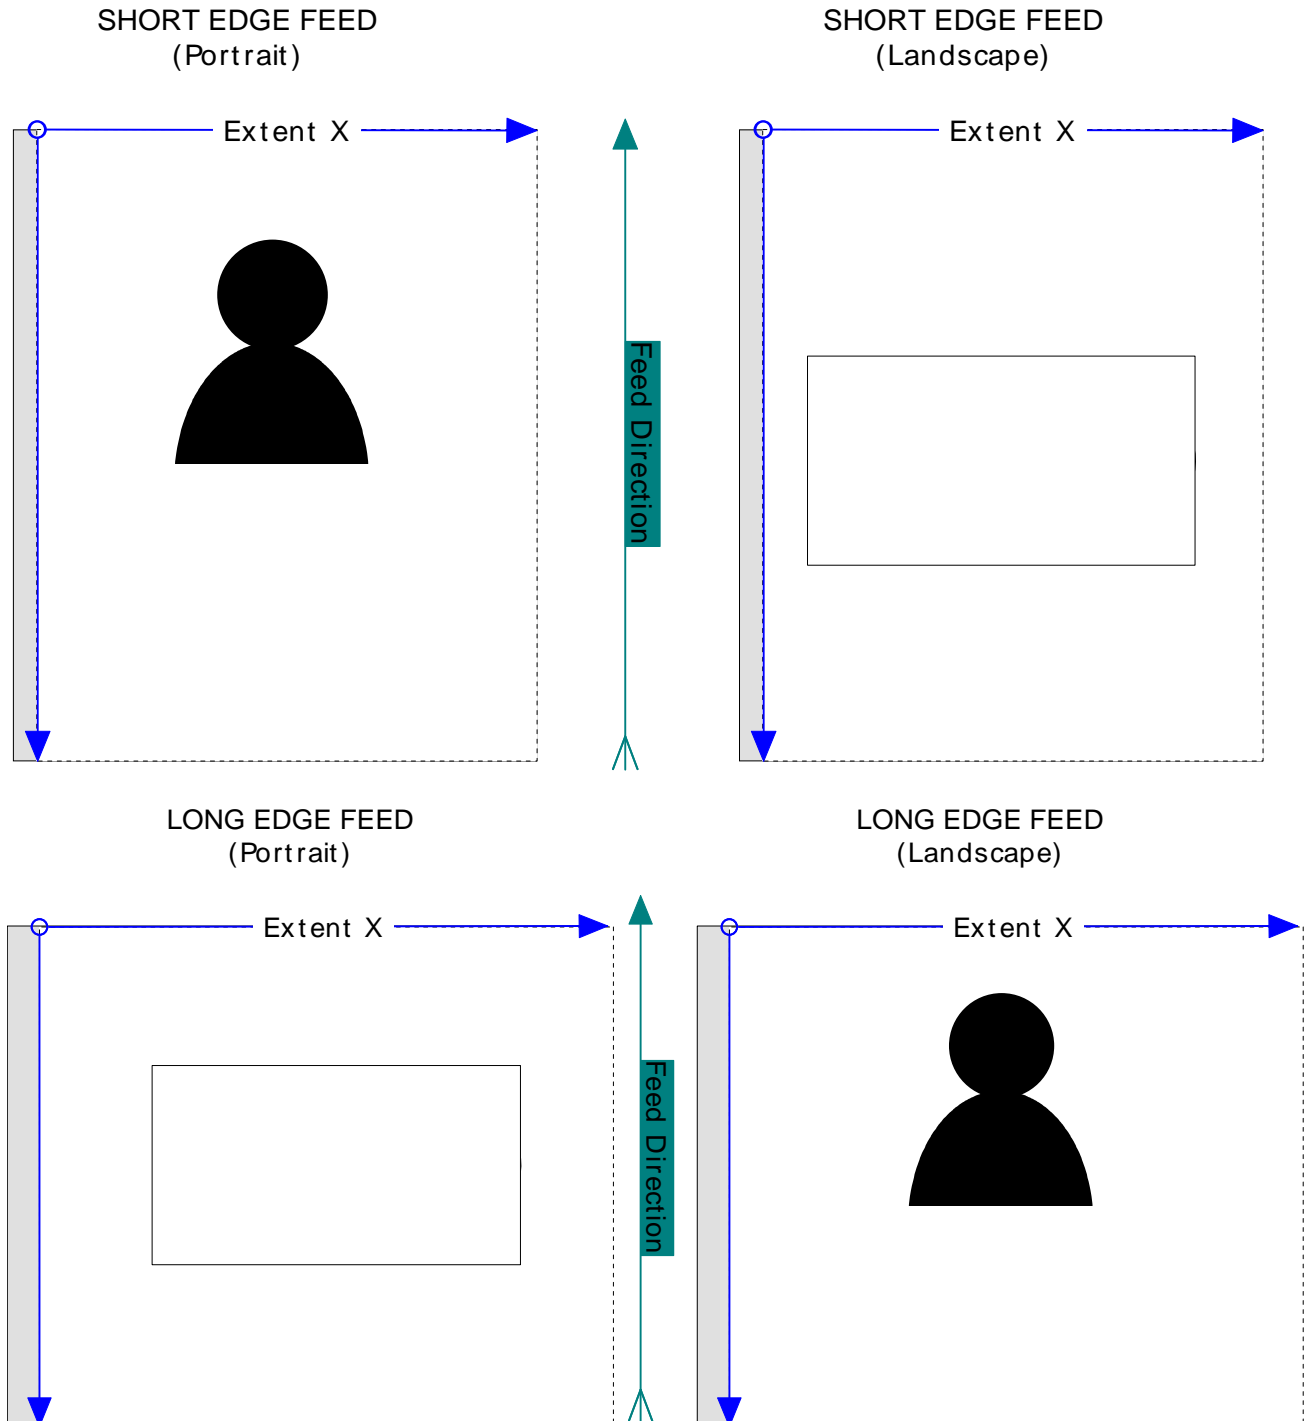 SHORT EDGE FEED
(Portrait)
SHORT EDGE FEED
(Landscape)
Extent X
Extent X
Feed Direction
LONG EDGE FEED
(Portrait)
LONG EDGE FEED
(Landscape)
Extent X
Extent X
Feed Direction